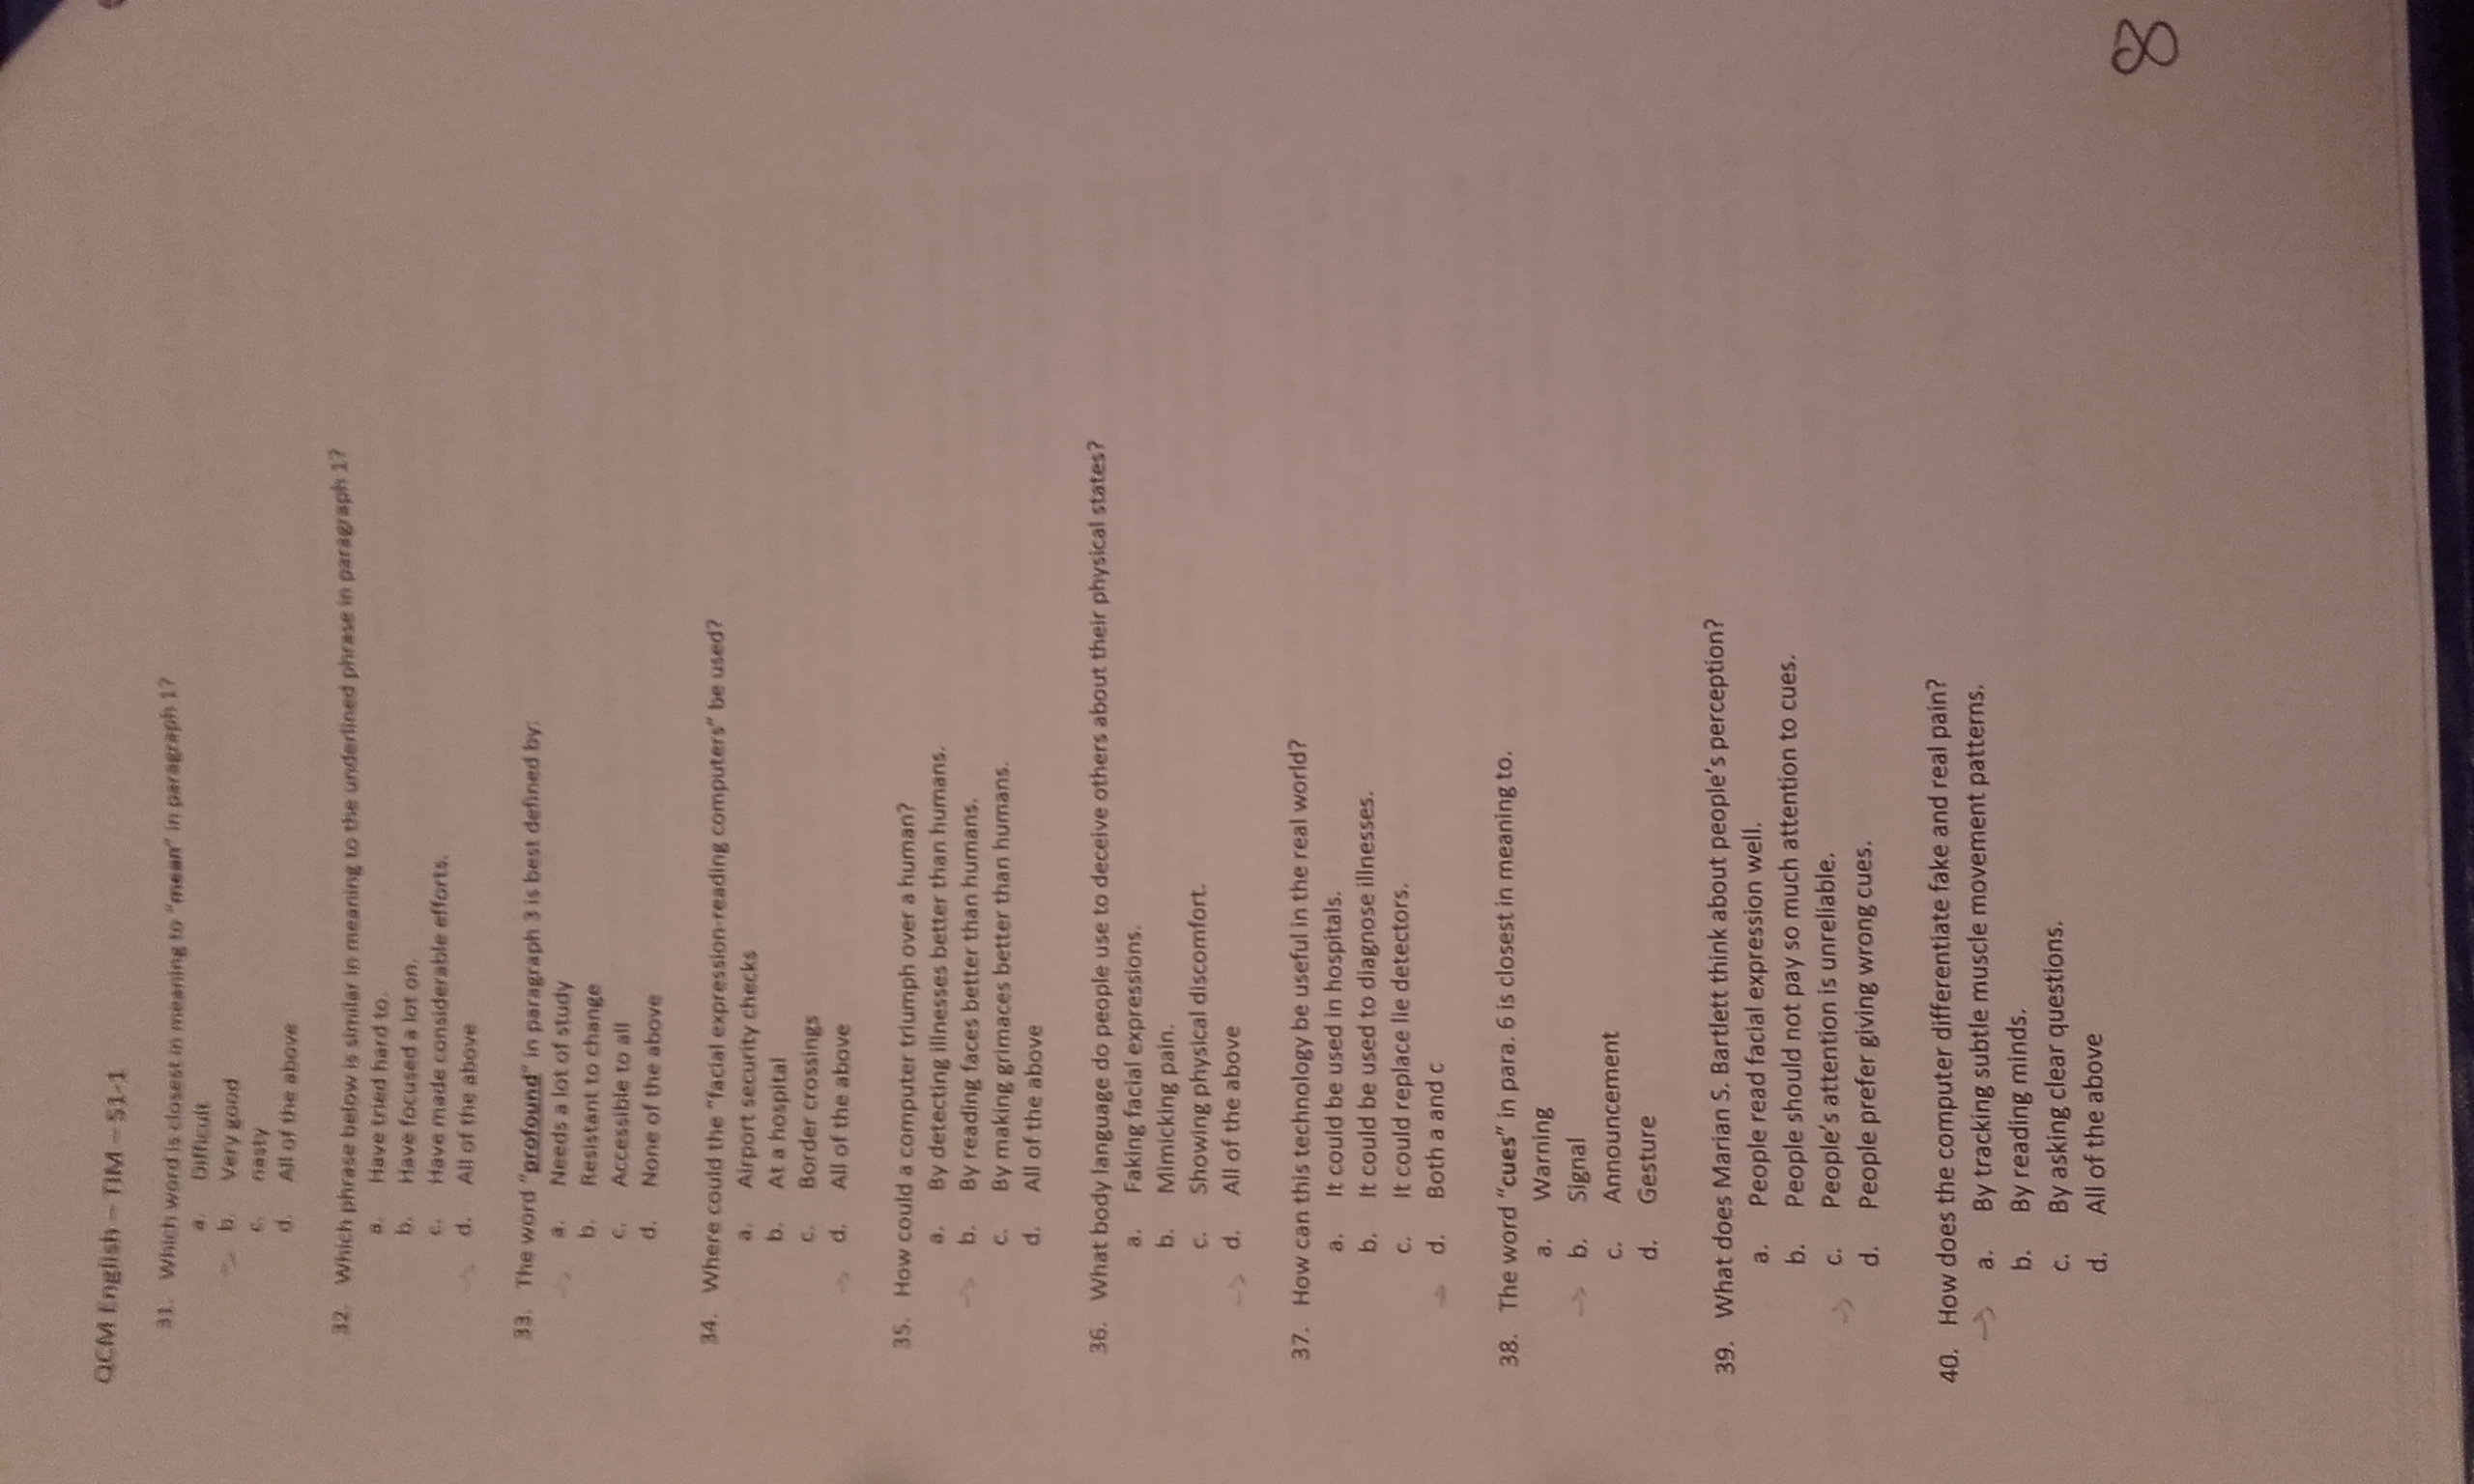 QCM English – TIM – S1-1
31. Which word is closest in meaning to "mean" in paragraph 1?
a. Difficult
-> b. Very good
c. nasty
d. All of the above
32. Which phrase below is similar in meaning to the underlined phrase in paragraph 1?
a. Have tried hard to.
b. Have focused a lot on.
c. Have made considerable efforts.
-> d. All of the above
33. The word "profound" in paragraph 3 is best defined by:
-> a. Needs a lot of study
b. Resistant to change
c. Accessible to all
d. None of the above
34. Where could the "facial expression-reading computers" be used?
a. Airport security checks
b. At a hospital
c. Border crossings
-> d. All of the above
35. How could a computer triumph over a human?
a. By detecting illnesses better than humans.
-> b. By reading faces better than humans.
c. By making grimaces better than humans.
d. All of the above
36. What body language do people use to deceive others about their physical states?
a. Faking facial expressions.
b. Mimicking pain.
c. Showing physical discomfort.
-> d. All of the above
37. How can this technology be useful in the real world?
a. It could be used in hospitals.
b. It could be used to diagnose illnesses.
c. It could replace lie detectors.
-> d. Both a and c
38. The word "cues" in para. 6 is closest in meaning to.
a. Warning
-> b. Signal
c. Announcement
d. Gesture
39. What does Marian S. Bartlett think about people's perception?
a. People read facial expression well.
b. People should not pay so much attention to cues.
-> c. People's attention is unreliable.
d. People prefer giving wrong cues.
40. How does the computer differentiate fake and real pain?
-> a. By tracking subtle muscle movement patterns.
b. By reading minds.
c. By asking clear questions.
d. All of the above
8